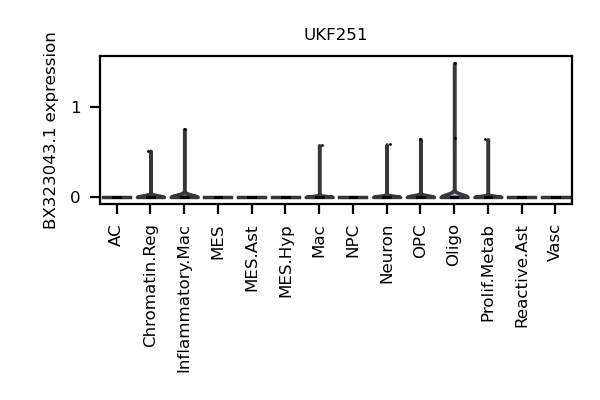 UKF251
BX323043.1 expression
1
0
AC
Chromatin.Reg
Inflammatory.Mac
MES
MES.Ast
MES.Hyp
Mac
NPC
Neuron
OPC
Oligo
Prolif.Metab
Reactive.Ast
Vasc